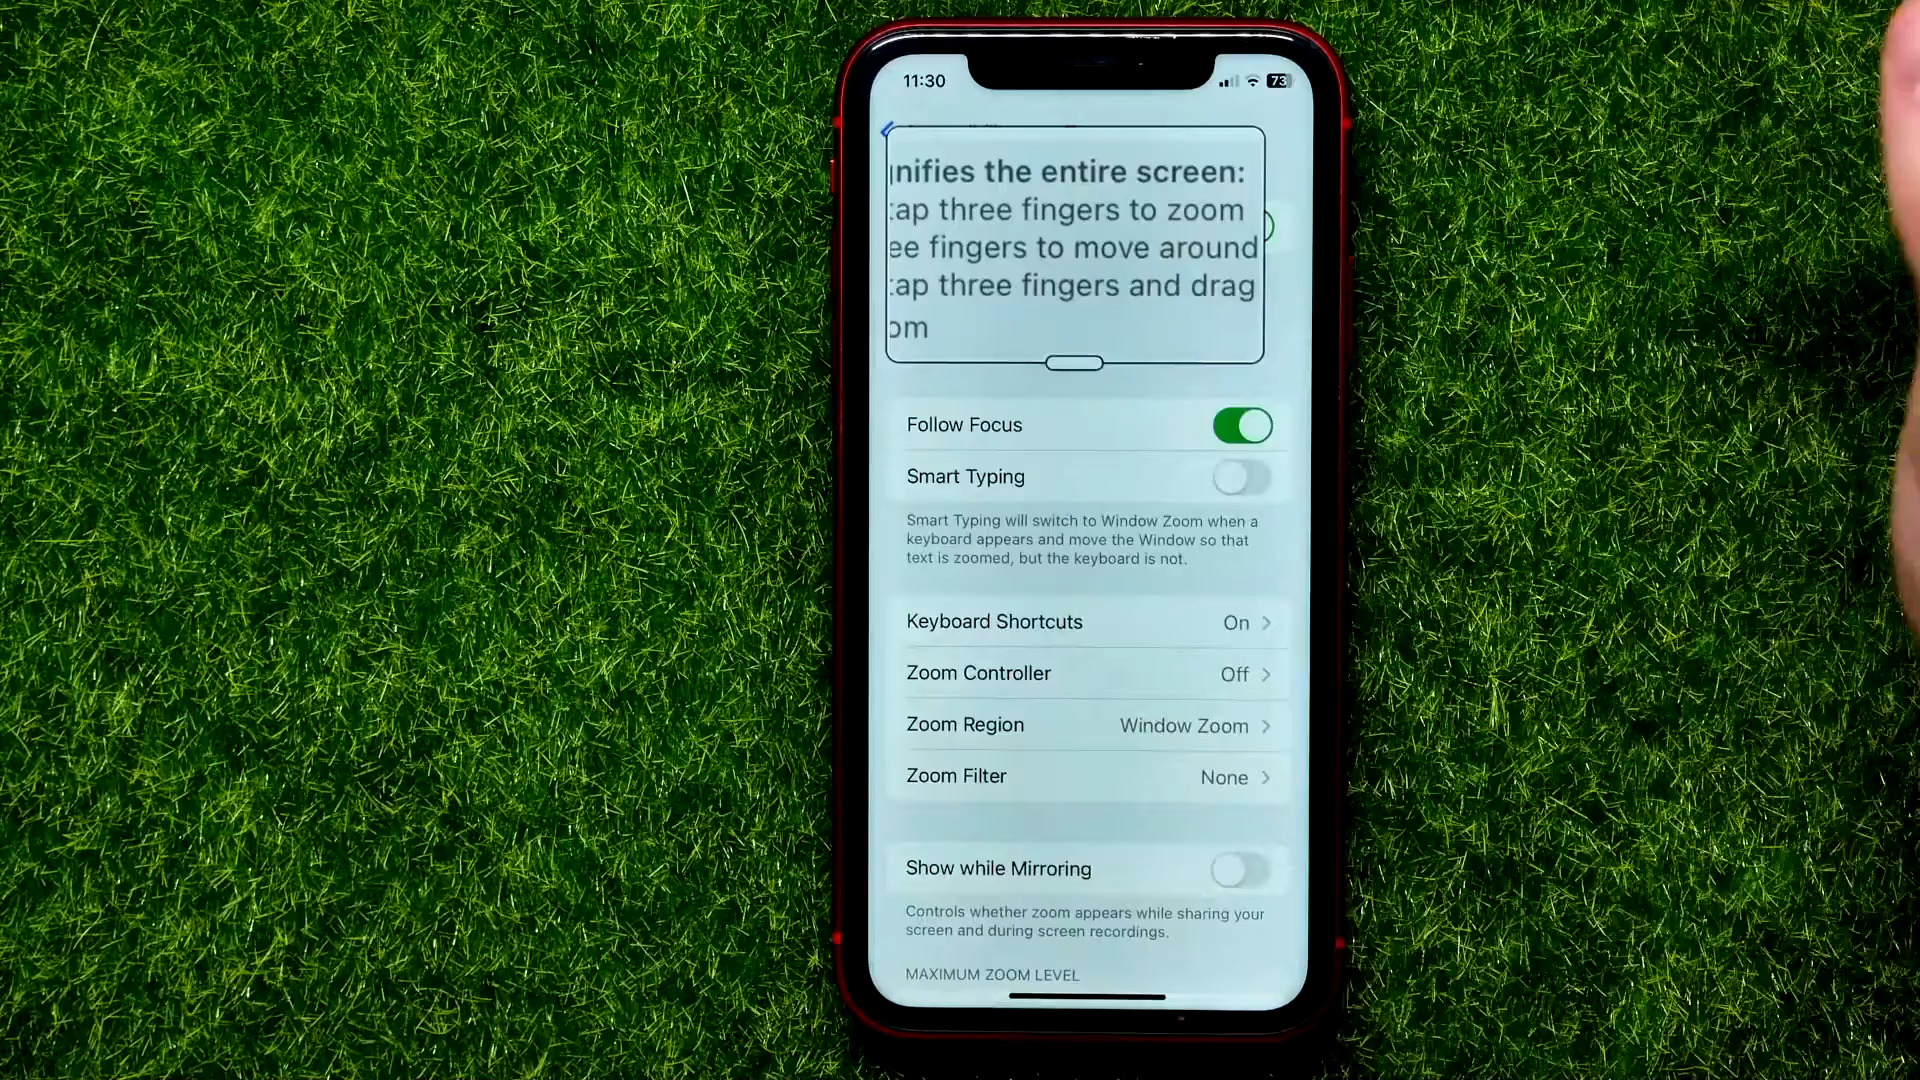 11:30
73
nifies the entire screen:
tap three fingers to zoom
ee fingers to move around
tap three fingers and drag
om
Follow Focus
Smart Typing
Smart Typing will switch to Window Zoom when a
keyboard appears and move the Window so that
text is zoomed, but the keyboard is not.
Keyboard Shortcuts On
Zoom Controller Off
Zoom Region Window Zoom
Zoom Filter None
Show while Mirroring
Controls whether zoom appears while sharing your
screen and during screen recordings.
MAXIMUM ZOOM LEVEL